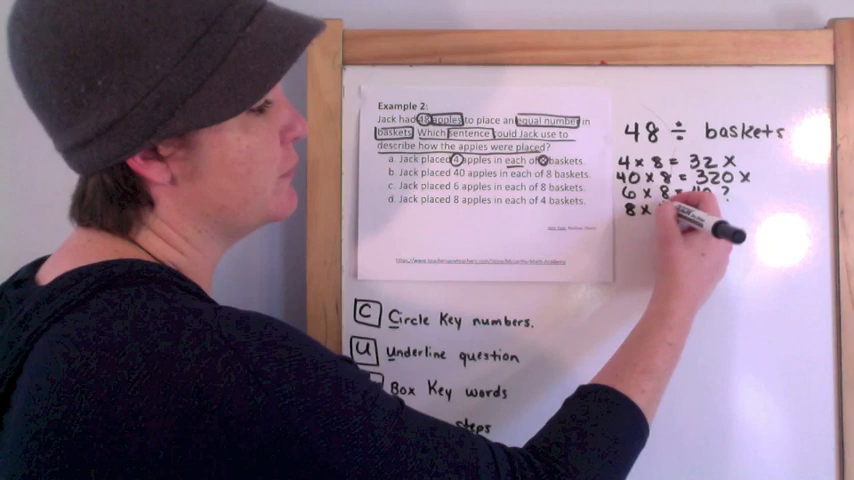 Example 2:
Jack had 48 apples to place an equal number in
baskets. Which sentence could Jack use to
describe how the apples were placed?
a. Jack placed 4 apples in each of 8 baskets.
b. Jack placed 40 apples in each of 8 baskets.
c. Jack placed 6 apples in each of 8 baskets.
d Jack placed 8 apples in each of 4 baskets.
48 ÷ baskets
4 x 8 = 32 x
40 x 8 = 320 x
6 x 8 = ?
8 x
C Circle Key numbers.
U Underline question
Box Key words
steps